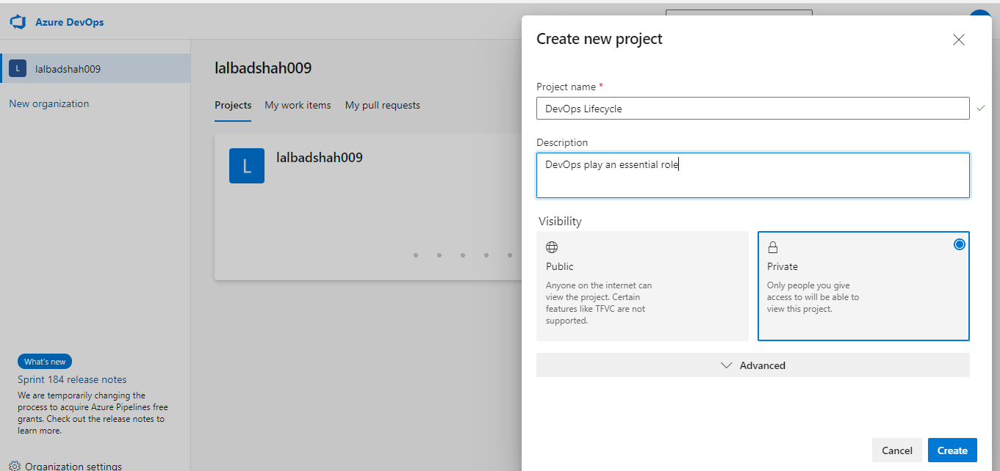 Azure DevOps
L lalbadshah009
New organization
lalbadshah009
Projects My work items My pull requests
L lalbadshah009
What's new
Sprint 184 release notes
We are temporarily changing the
process to acquire Azure Pipelines free
grants. Check out the release notes to
learn more.
Organization settings
Create new project
Project name *
DevOps Lifecycle
Description
DevOps play an essential role
Visibility
Public
Anyone on the internet can
view the project. Certain
features like TFVC are not
supported.
Private
Only people you give
access to will be able to
view this project.
Advanced
Cancel Create